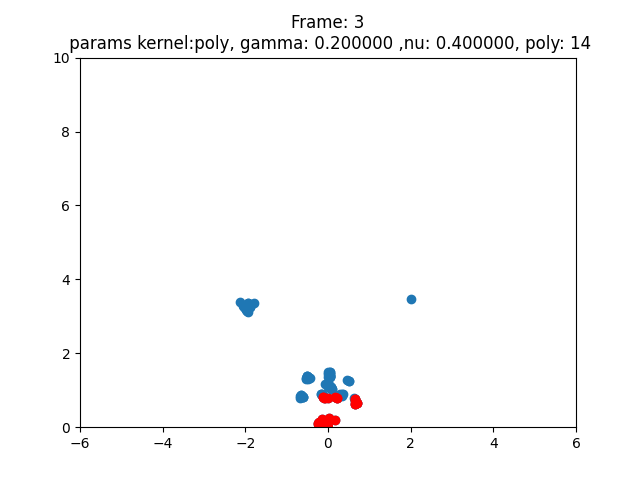 Frame: 3
params kernel:poly, gamma: 0.200000 ,nu: 0.400000, poly: 14
10
8
6
4
2
0
−6 −4 −2 0 2 4 6